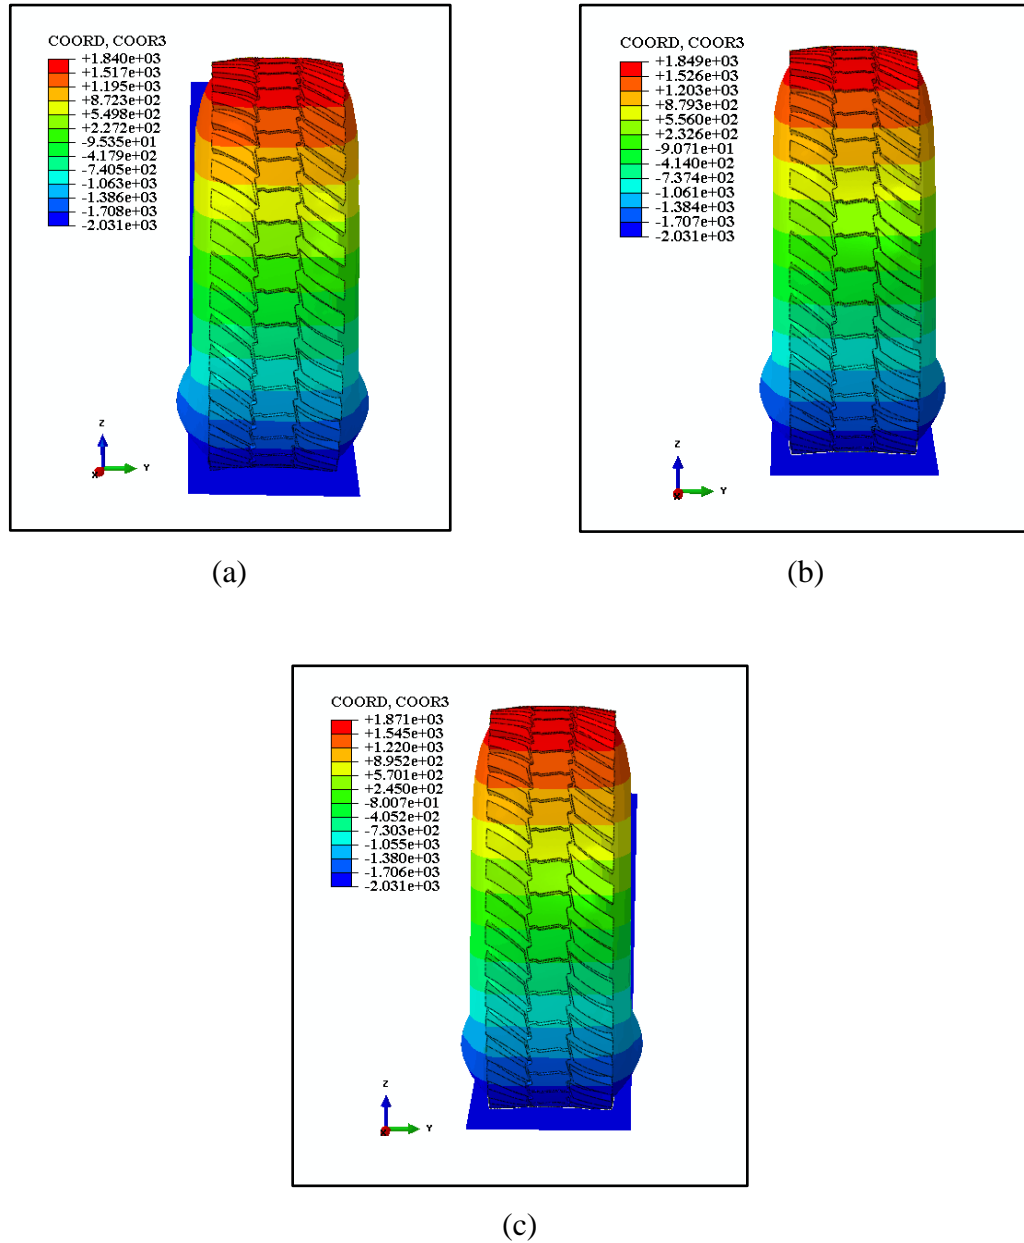 COORD, COOR3
+1.840e+03
+1.517e+03
+1.195e+03
+8.723e+02
+5.498e+02
+2.272e+02
-9.535e+01
-4.179e+02
-7.405e+02
-1.063e+03
-1.386e+03
-1.708e+03
-2.031e+03
Z
X
Y
(a)
COORD, COOR3
+1.849e+03
+1.526e+03
+1.203e+03
+8.793e+02
+5.560e+02
+2.326e+02
-9.071e+01
-4.140e+02
-7.374e+02
-1.061e+03
-1.384e+03
-1.707e+03
-2.031e+03
Z
X
Y
(b)
COORD, COOR3
+1.871e+03
+1.545e+03
+1.220e+03
+8.952e+02
+5.701e+02
+2.450e+02
-8.007e+01
-4.052e+02
-7.303e+02
-1.055e+03
-1.380e+03
-1.706e+03
-2.031e+03
Z
X
Y
(c)